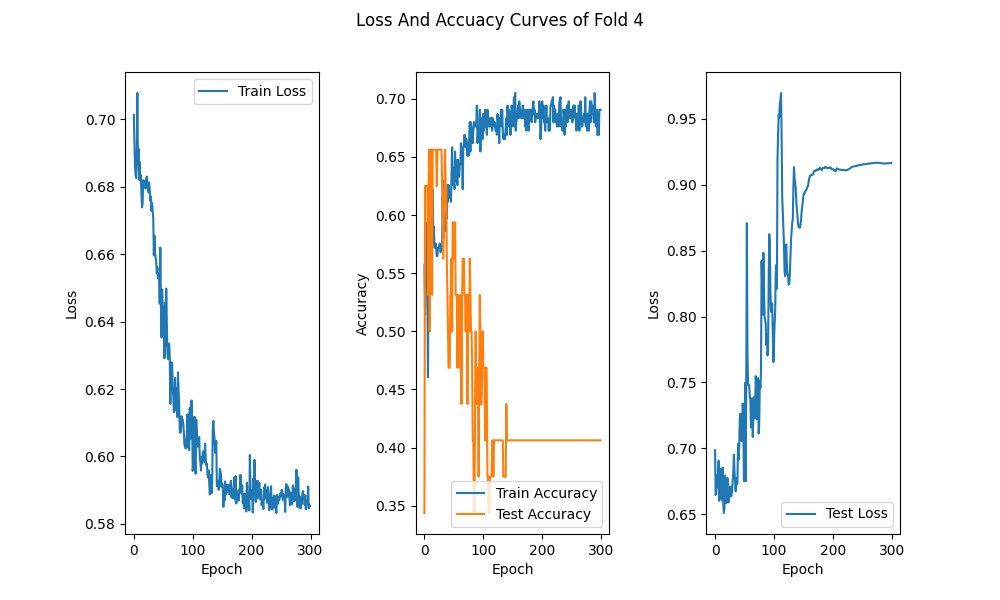 Loss And Accuacy Curves of Fold 4
Train Loss
0.70
0.68
0.66
0.64
0.62
0.60
0.58
Loss
0 100 200 300
Epoch
0.70
0.65
0.60
0.55
0.50
0.45
0.40
0.35
Accuracy
Train Accuracy
Test Accuracy
0 100 200 300
Epoch
0.95
0.90
0.85
0.80
0.75
0.70
0.65
Loss
Test Loss
0 100 200 300
Epoch